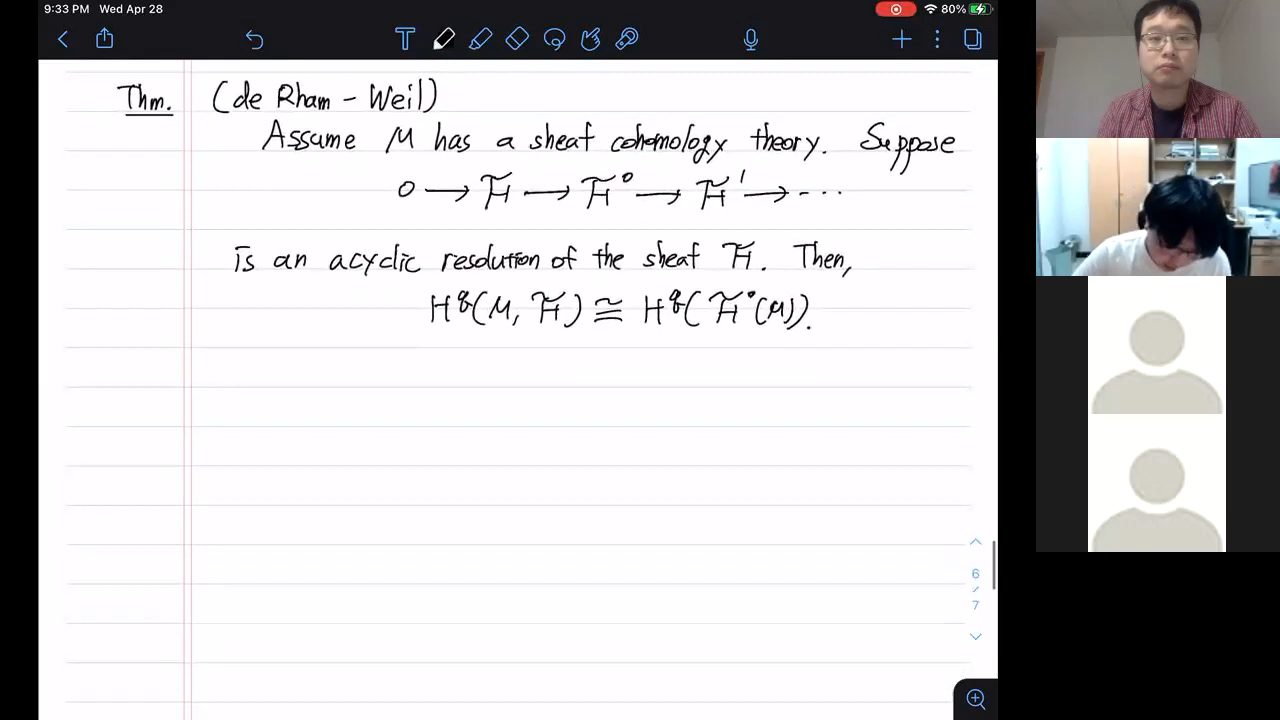 9:33 PM Wed Apr 28
80%
Thm. (de Rham - Weil)
Assume M has a sheaf cohomology theory. Suppose
0 → F → F⁰ → F¹ → ···
is an acyclic resolution of the sheaf F. Then,
H^q(M, F) ≅ H^q(F^•(M)).
6
/
7